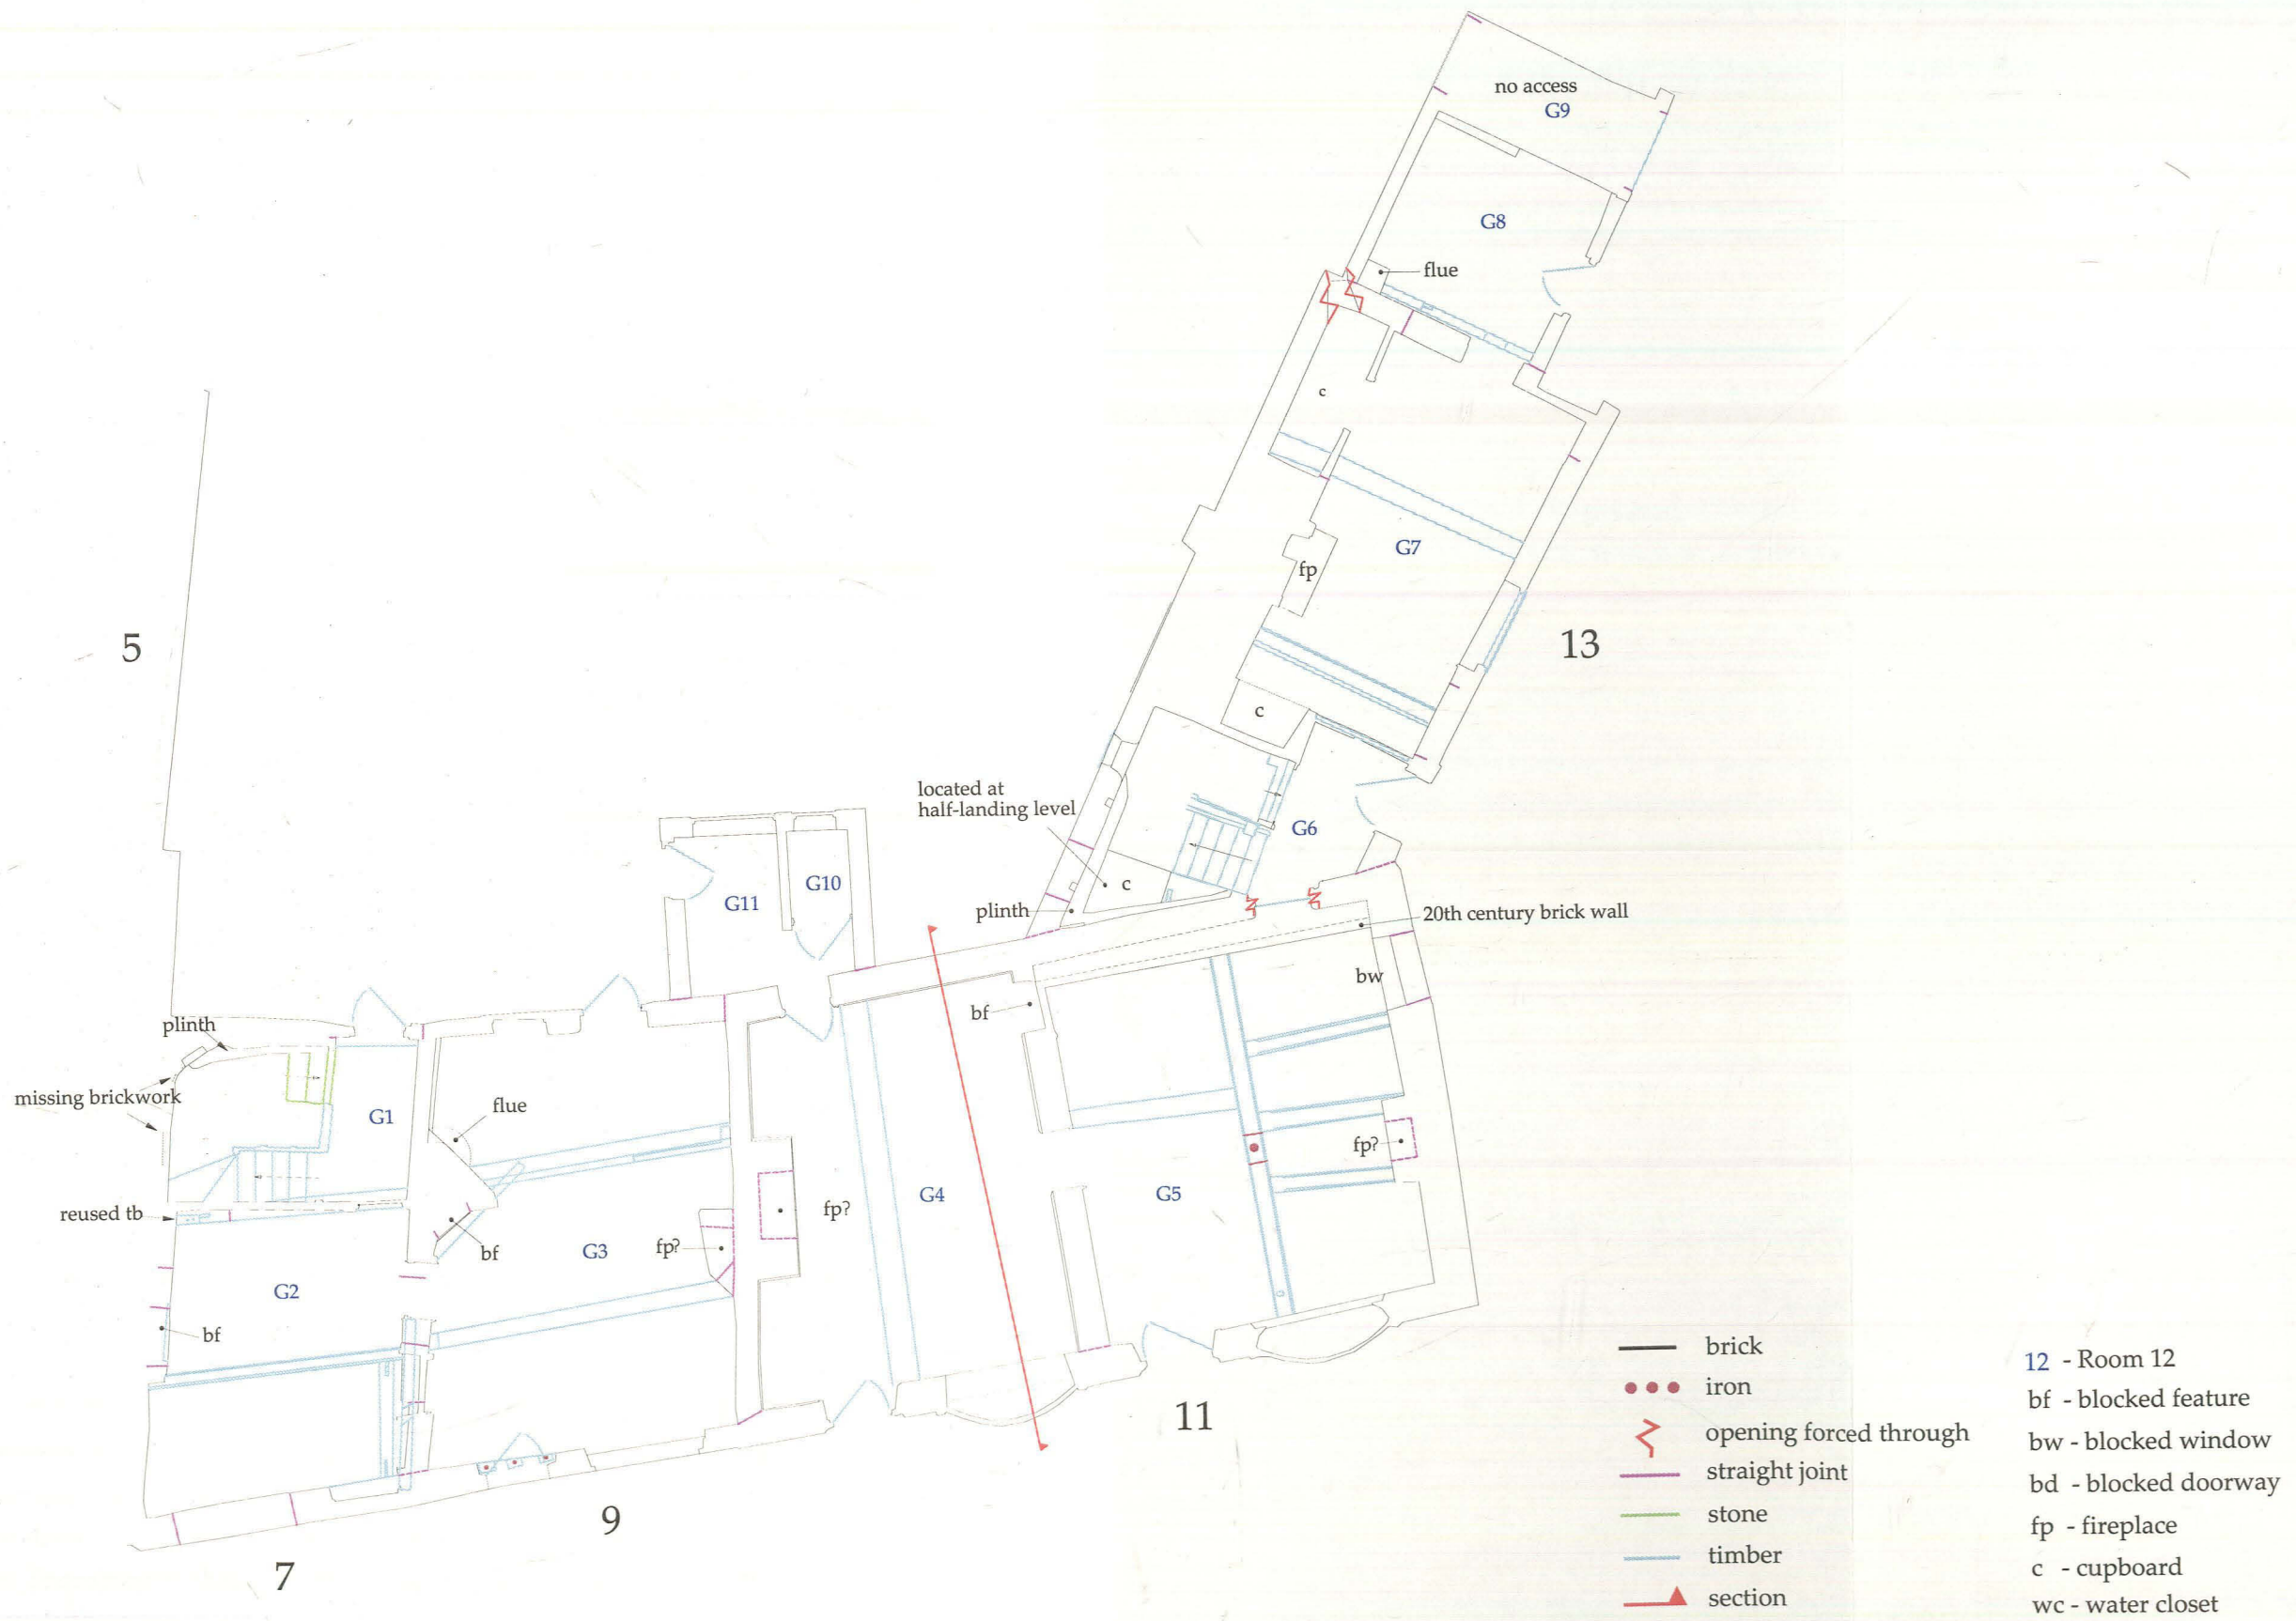 no access
G9
G8
flue
c
G7
fp
5
13
c
located at
half-landing level
G6
G10
G11
c
plinth
20th century brick wall
bw
bf
plinth
missing brickwork
flue
G1
fp?
reused tb
G4
G5
fp?
bf
G3
fp?
G2
bf
11
9
7
brick
iron
opening forced through
straight joint
stone
timber
section
12 - Room 12
bf - blocked feature
bw - blocked window
bd - blocked doorway
fp - fireplace
c - cupboard
wc - water closet